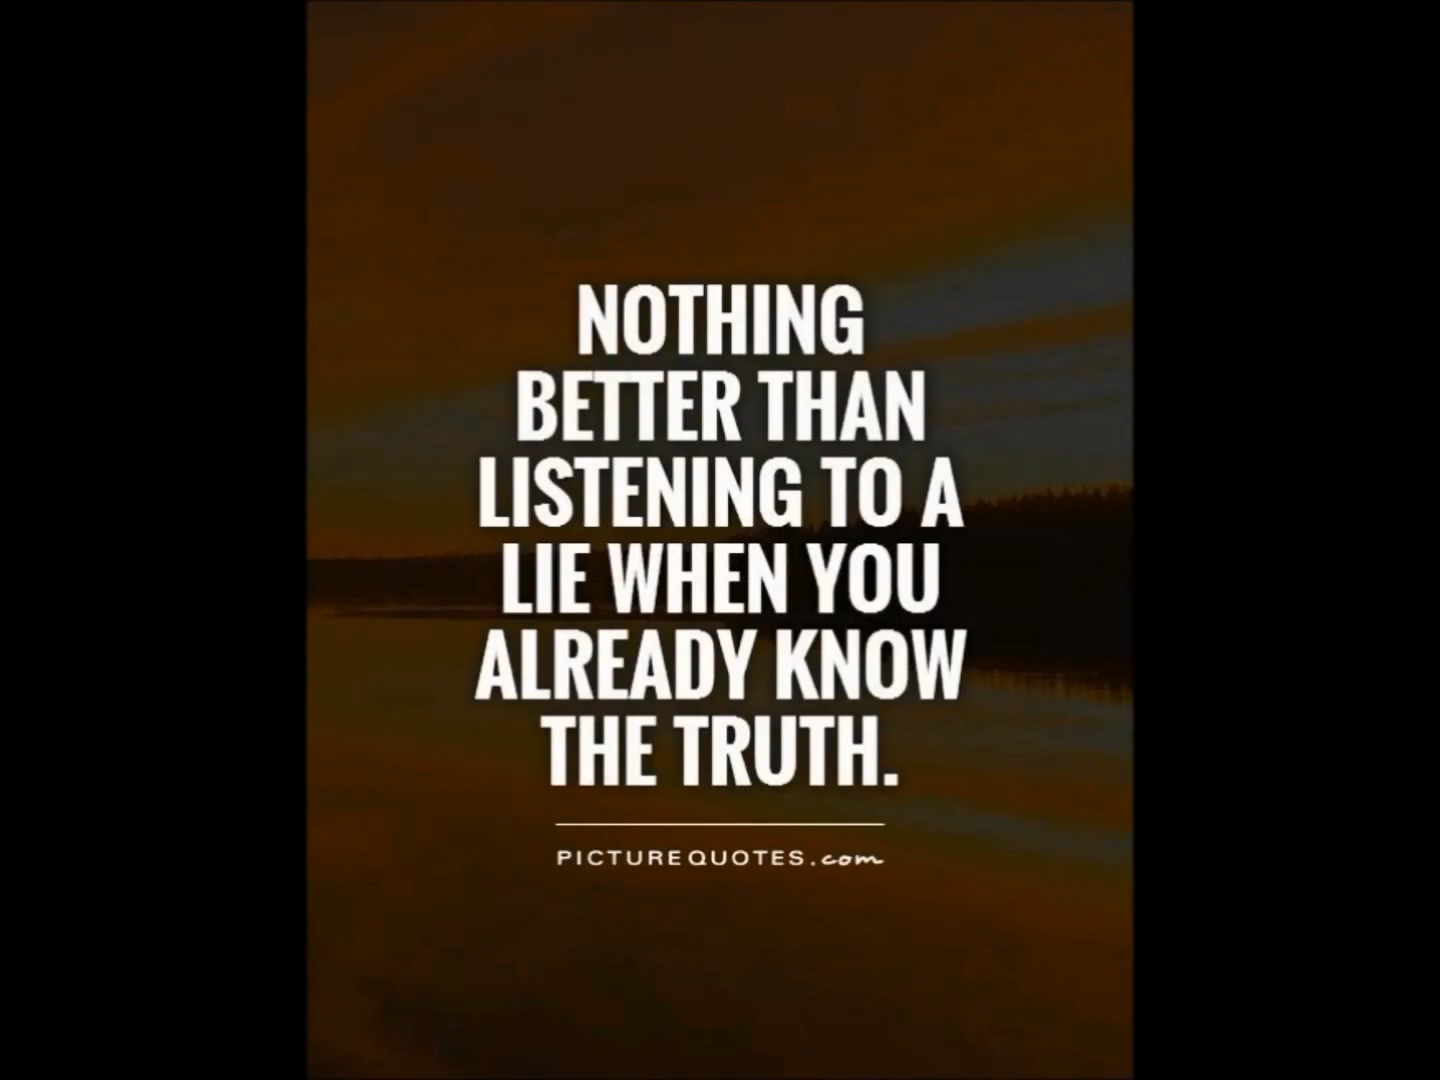 NOTHING
BETTER THAN
LISTENING TO A
LIE WHEN YOU
ALREADY KNOW
THE TRUTH.
PICTUREQUOTES.com